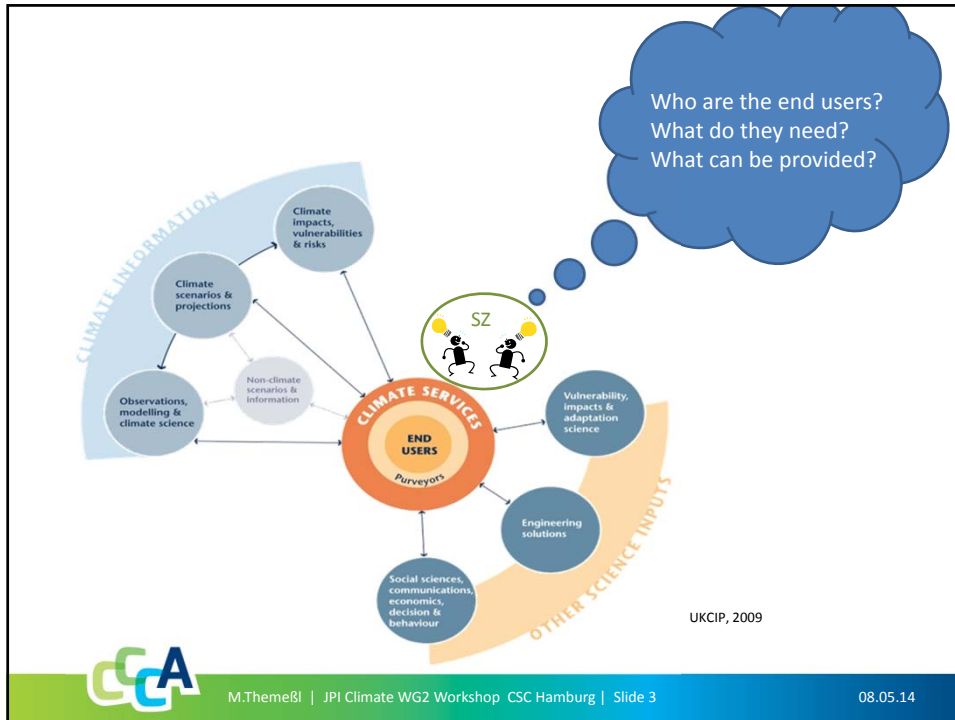 Who are the end users?
What do they need?
What can be provided?
CLIMATE INFORMATION
Climate
impacts,
vulnerabilities
& risks
Climate
scenarios &
projections
Non-climate
scenarios &
information
Observations,
modelling &
climate science
SZ
CLIMATE SERVICES
END
USERS
Purveyors
Vulnerability,
impacts &
adaptation
science
Engineering
solutions
Social sciences,
communications,
economics,
decision &
behaviour
OTHER SCIENCE INPUTS
UKCIP, 2009
CCCA
M.Themeßl | JPI Climate WG2 Workshop CSC Hamburg | Slide 3
08.05.14